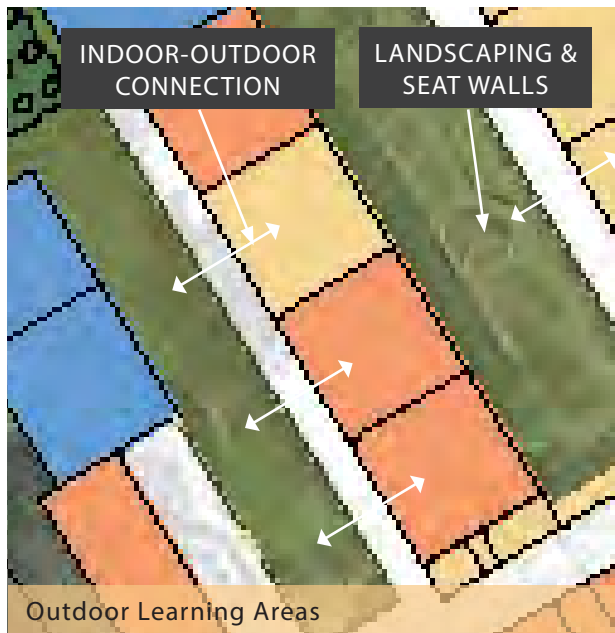 INDOOR-OUTDOOR
CONNECTION
LANDSCAPING &
SEAT WALLS
Outdoor Learning Areas